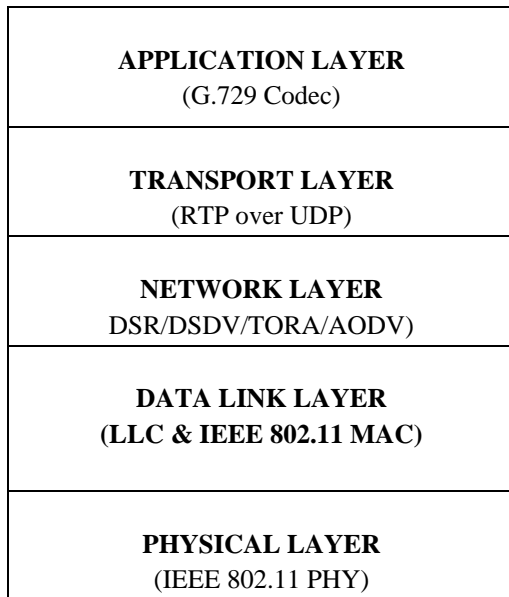 APPLICATION LAYER
(G.729 Codec)
TRANSPORT LAYER
(RTP over UDP)
NETWORK LAYER
DSR/DSDV/TORA/AODV)
DATA LINK LAYER
(LLC & IEEE 802.11 MAC)
PHYSICAL LAYER
(IEEE 802.11 PHY)